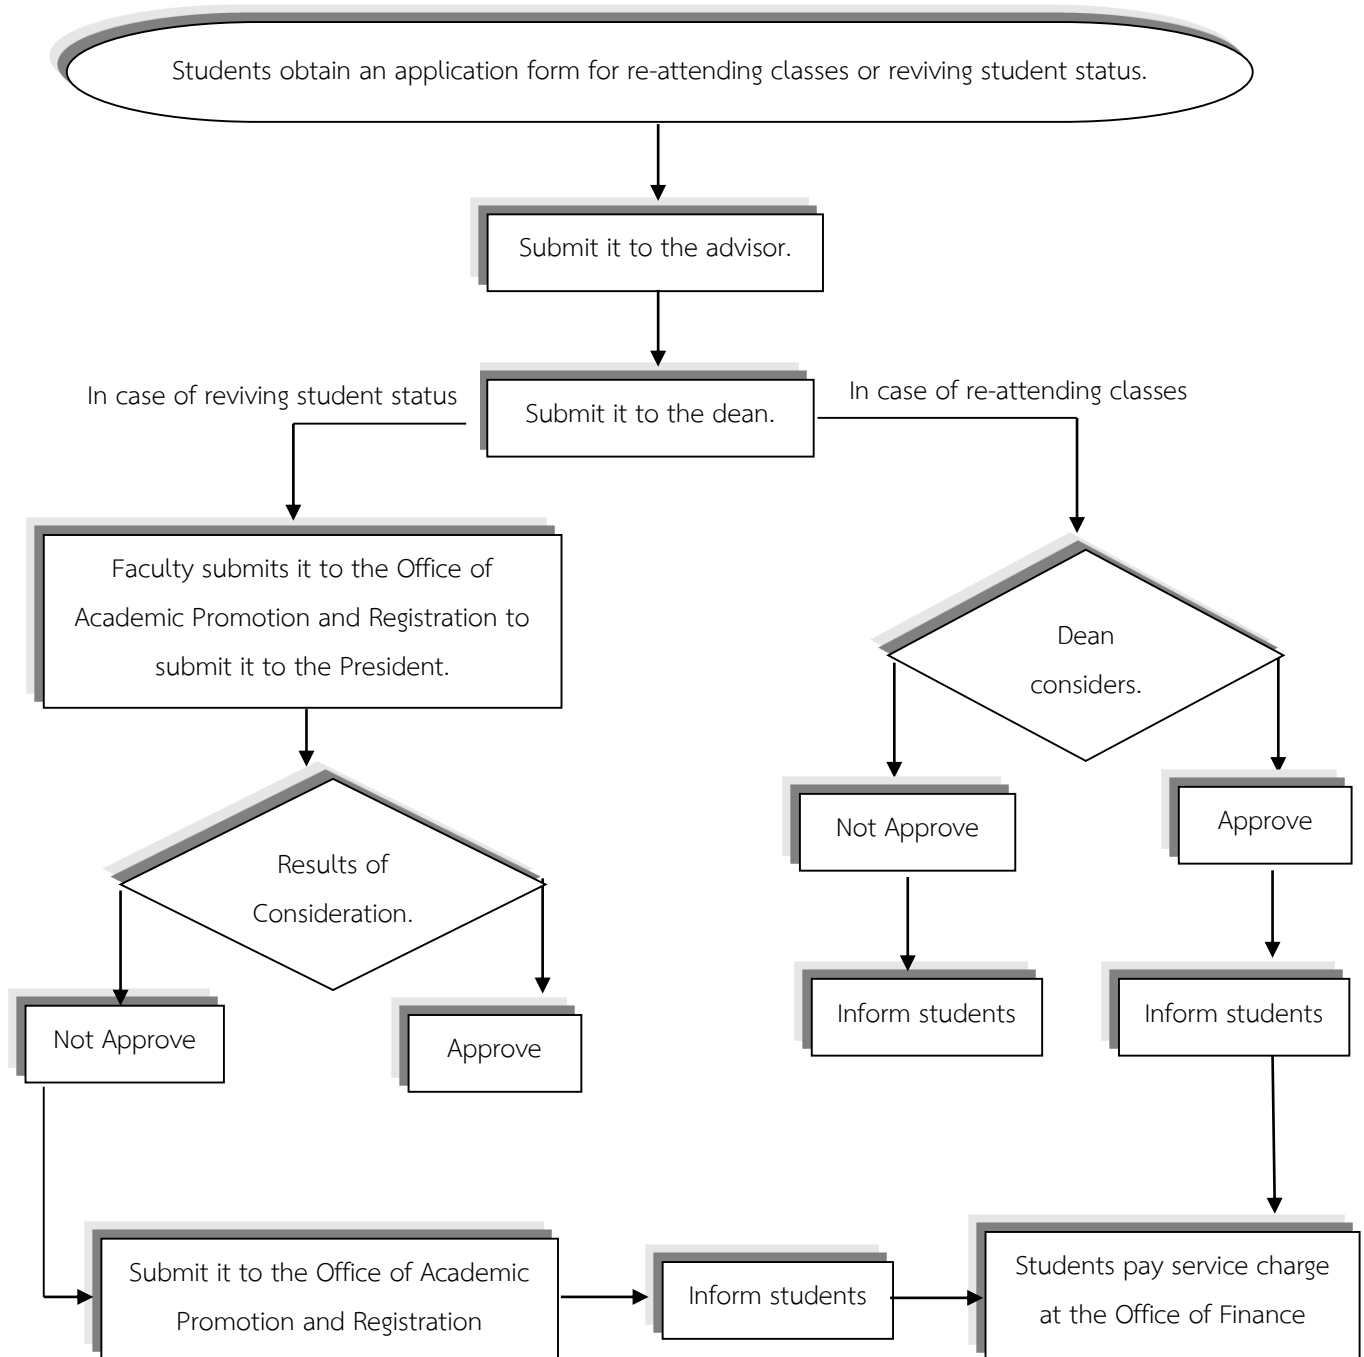 Students obtain an application form for re-attending classes or reviving student status.
Submit it to the advisor.
In case of reviving student status
Submit it to the dean.
In case of re-attending classes
Faculty submits it to the Office of
Academic Promotion and Registration to
submit it to the President.
Dean
considers.
Not Approve
Approve
Results of
Consideration.
Inform students
Inform students
Not Approve
Approve
Submit it to the Office of Academic
Promotion and Registration
Inform students
Students pay service charge
at the Office of Finance